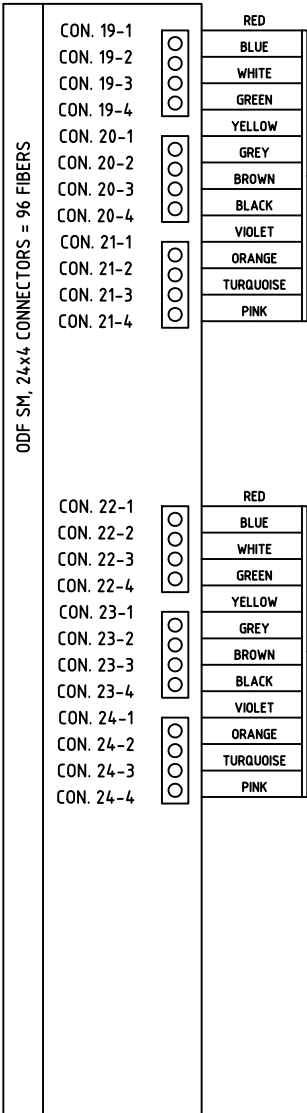 ODF SM, 24x4 CONNECTORS = 96 FIBERS
CON. 19-1 RED
CON. 19-2 BLUE
CON. 19-3 WHITE
CON. 19-4 GREEN
CON. 20-1 YELLOW
CON. 20-2 GREY
CON. 20-3 BROWN
CON. 20-4 BLACK
CON. 21-1 VIOLET
CON. 21-2 ORANGE
CON. 21-3 TURQUOISE
CON. 21-4 PINK
CON. 22-1 RED
CON. 22-2 BLUE
CON. 22-3 WHITE
CON. 22-4 GREEN
CON. 23-1 YELLOW
CON. 23-2 GREY
CON. 23-3 BROWN
CON. 23-4 BLACK
CON. 24-1 VIOLET
CON. 24-2 ORANGE
CON. 24-3 TURQUOISE
CON. 24-4 PINK